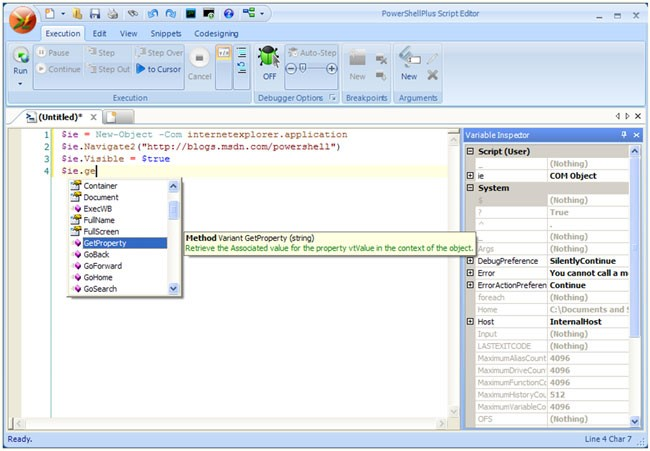 PowerShellPlus Script Editor
Execution Edit View Snippets Codesigning
Run
Pause
Continue
Step
Step Out
Step Over
to Cursor
Cancel
Execution
OFF
Auto-Step
Debugger Options
New
Breakpoints
New
Arguments
(Untitled)*
1 $ie = New-Object -Com internetexplorer.application
2 $ie.Navigate2("http://blogs.msdn.com/powershell")
3 $ie.Visible = $true
4 $ie.ge
Container
Document
ExecWB
FullName
FullScreen
GetProperty
GoBack
GoForward
GoHome
GoSearch
Method Variant GetProperty (string)
Retrieve the Associated value for the property vtValue in the context of the object.
Variable Inspector
Script (User)
_ (Nothing)
ie COM Object
System
$ (Nothing)
? True
^ .
_ (Nothing)
Args (Nothing)
DebugPreference SilentlyContinue
Error You cannot call a m
ErrorActionPreferen Continue
foreach (Nothing)
Home C:\Documents and S
Host InternalHost
Input (Nothing)
LASTEXITCODE (Nothing)
MaximumAliasCount 4096
MaximumDriveCount 4096
MaximumFunctionCo 4096
MaximumHistoryCou 512
MaximumVariableCo 4096
OFS (Nothing)
Ready.
Line 4 Char 7